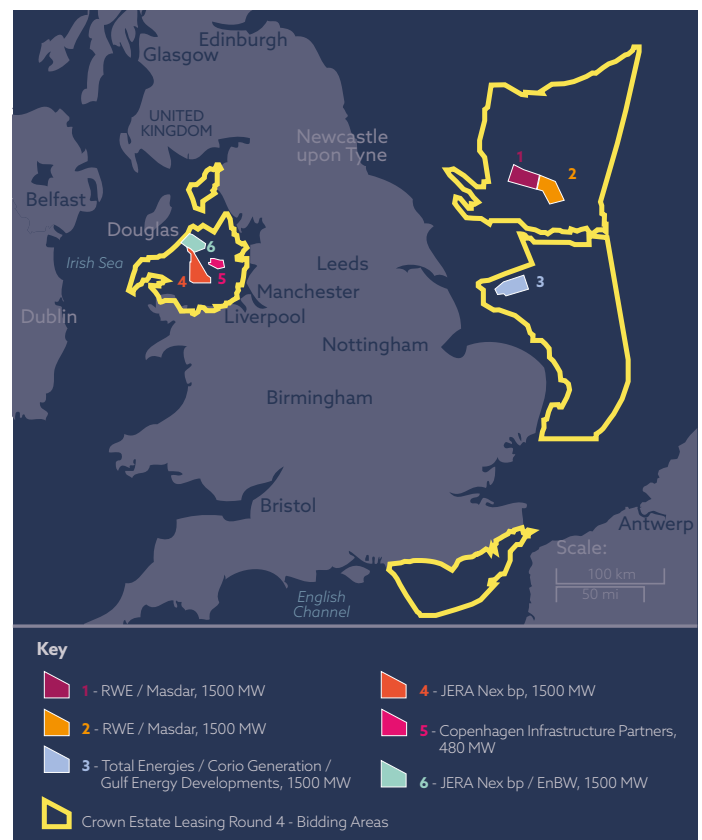 Edinburgh
Glasgow
UNITED
KINGDOM
Newcastle
upon Tyne
1
2
Belfast
Douglas
6
Irish Sea
Leeds
4
5
3
Manchester
Dublin
Liverpool
Nottingham
Birmingham
Bristol
Antwerp
Scale:
100 km
50 mi
English
Channel
Key
1 - RWE / Masdar, 1500 MW
2 - RWE / Masdar, 1500 MW
3 - Total Energies / Corio Generation /
Gulf Energy Developments, 1500 MW
4 - JERA Nex bp, 1500 MW
5 - Copenhagen Infrastructure Partners,
480 MW
6 - JERA Nex bp / EnBW, 1500 MW
Crown Estate Leasing Round 4 - Bidding Areas